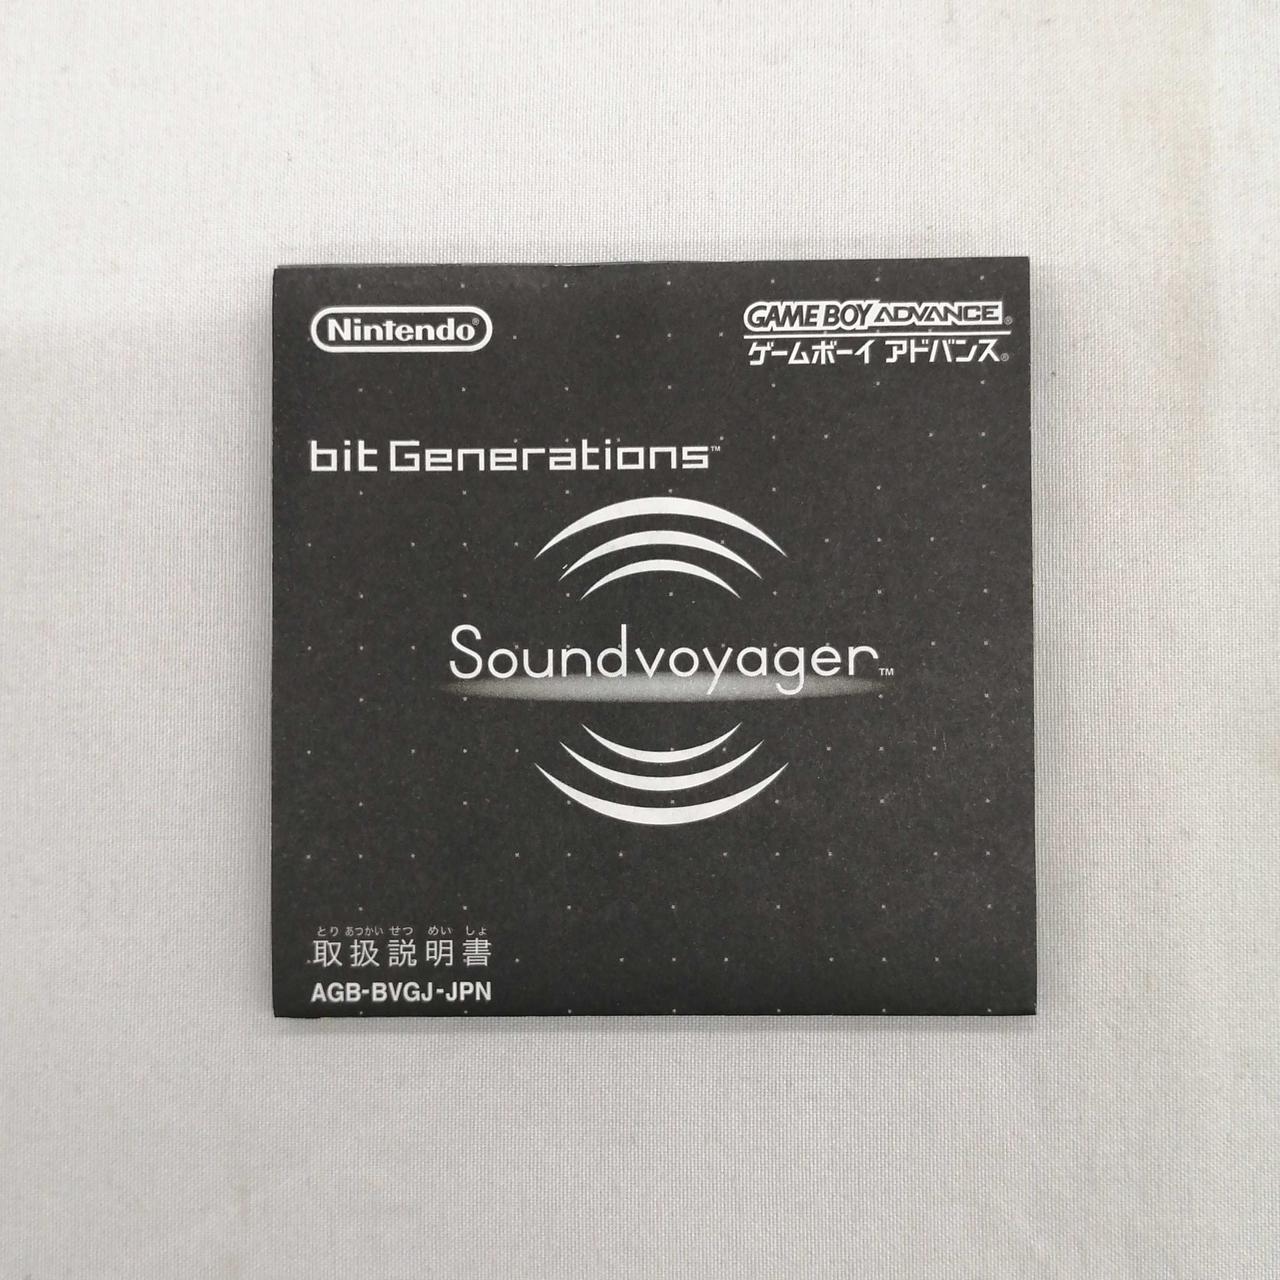 Nintendo®
GAME BOY ADVANCE®
ゲームボーイ アドバンス®
bit Generations™
Soundvoyager™
とり あつかい せつ めい しょ
取扱説明書
AGB-BVGJ-JPN